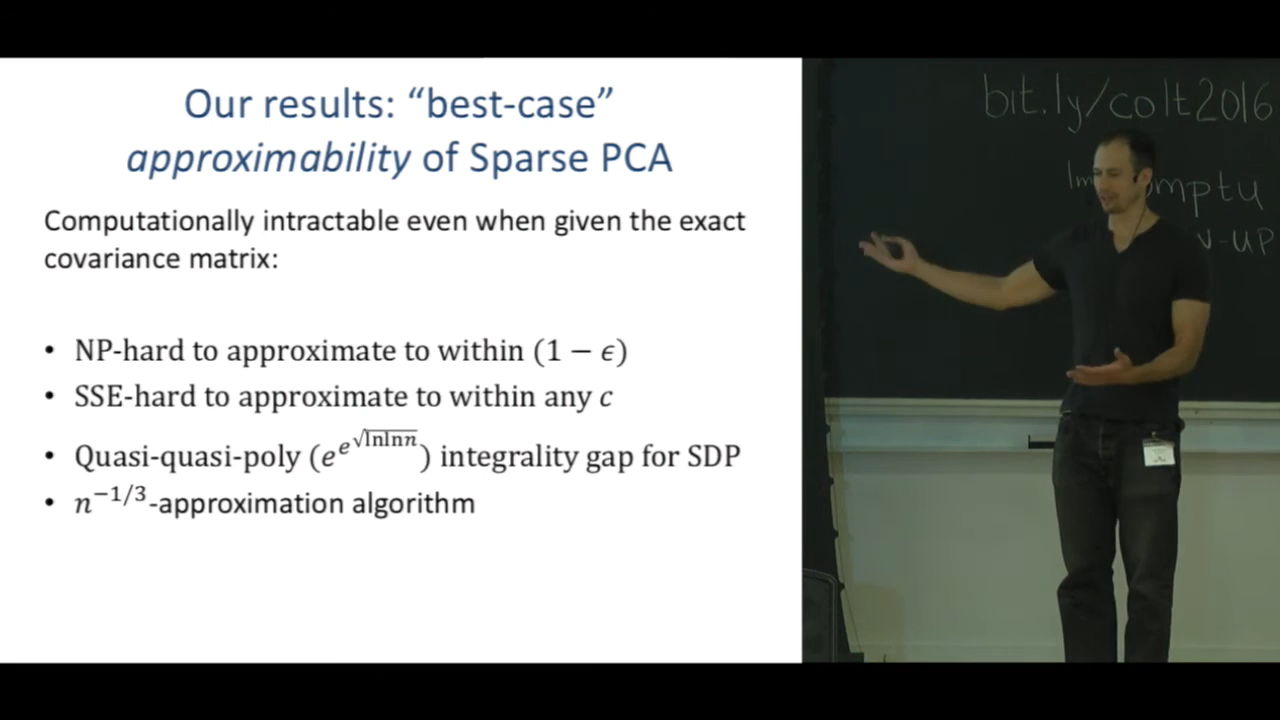 Our results: “best-case”
approximability of Sparse PCA
Computationally intractable even when given the exact
covariance matrix:
• NP-hard to approximate to within (1 − ϵ)
• SSE-hard to approximate to within any c
• Quasi-quasi-poly (e^{e^{√lnlnn}}) integrality gap for SDP
• n^{−1/3}-approximation algorithm
bit.ly/colt2016